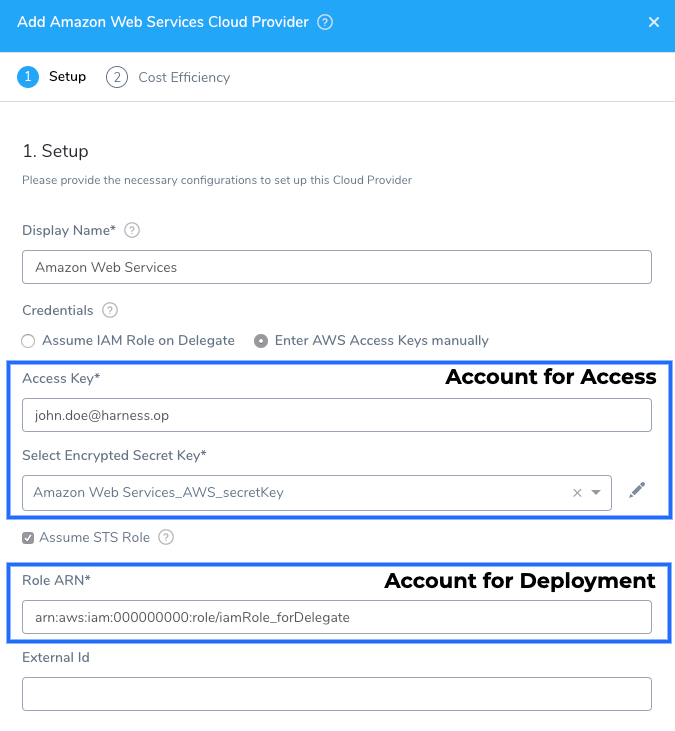 Add Amazon Web Services Cloud Provider ? ×
1 Setup 2 Cost Efficiency
1. Setup
Please provide the necessary configurations to set up this Cloud Provider
Display Name* ?
Amazon Web Services
Credentials ?
Assume IAM Role on Delegate Enter AWS Access Keys manually
Access Key* Account for Access
john.doe@harness.op
Select Encrypted Secret Key*
Amazon Web Services_AWS_secretKey ×
Assume STS Role ?
Role ARN* Account for Deployment
arn:aws:iam:000000000:role/iamRole_forDelegate
External Id